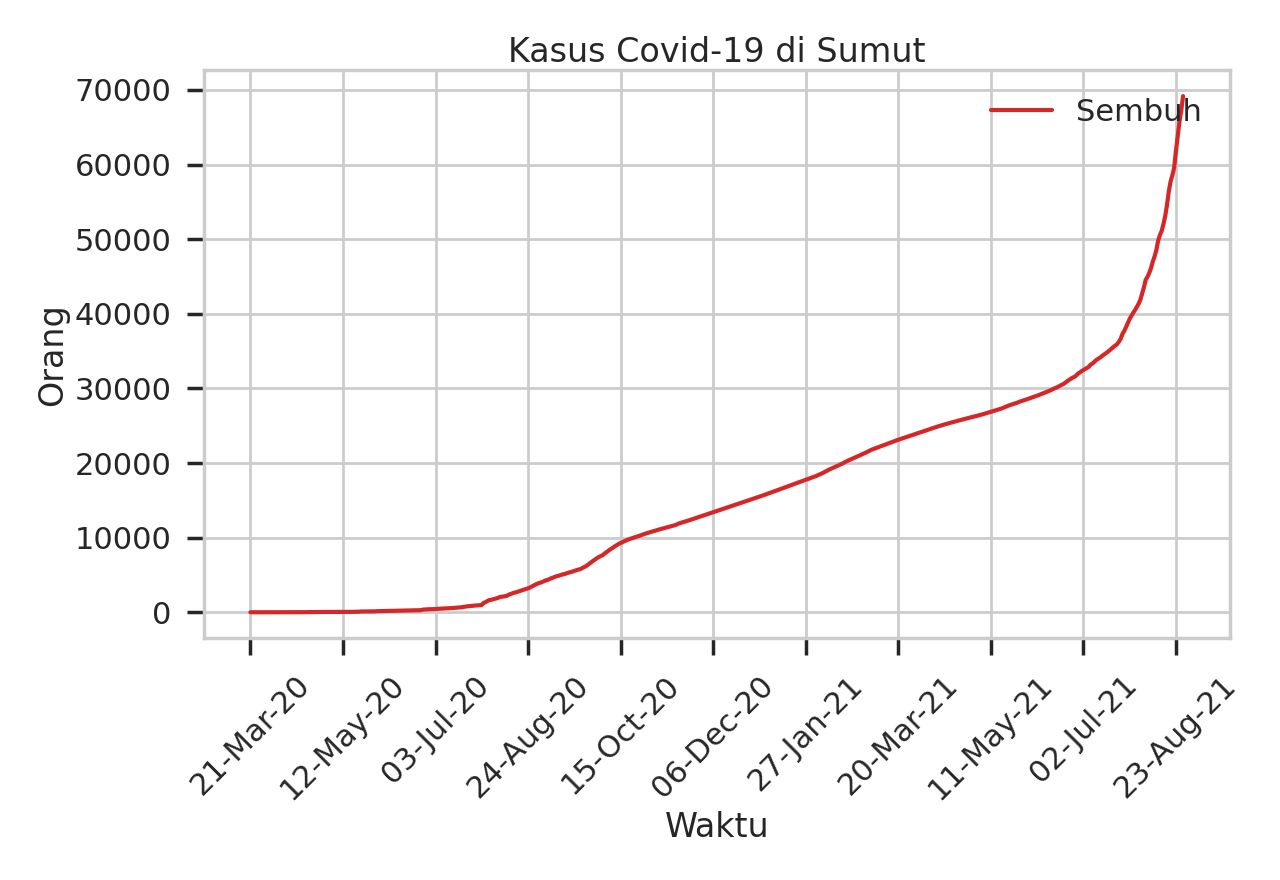 Kasus Covid-19 di Sumut
Sembuh
Orang
70000
60000
50000
40000
30000
20000
10000
0
21-Mar-20
12-May-20
03-Jul-20
24-Aug-20
15-Oct-20
06-Dec-20
27-Jan-21
20-Mar-21
11-May-21
02-Jul-21
23-Aug-21
Waktu